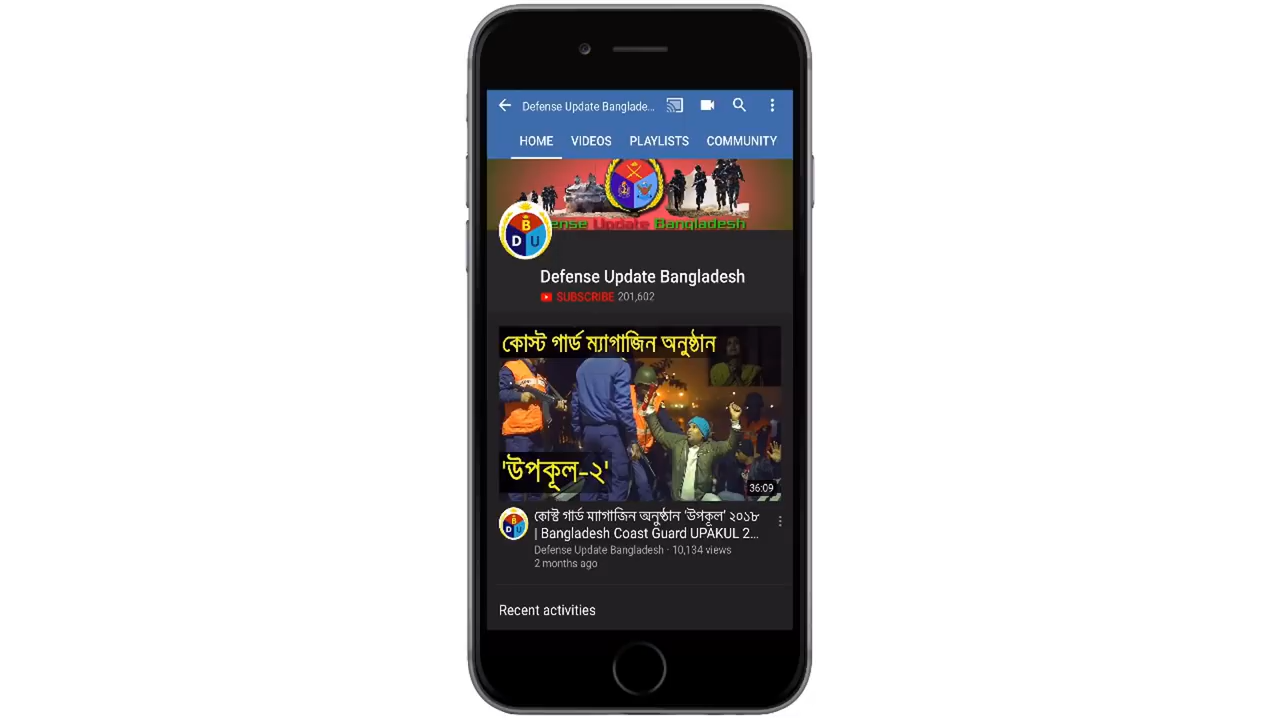 Defense Update Banglade...
HOME VIDEOS PLAYLISTS COMMUNITY
Defense Update Bangladesh
B
D U
Defense Update Bangladesh
SUBSCRIBE 201,602
কোস্ট গার্ড ম্যাগাজিন অনুষ্ঠান
'উপকূল-২'
36:09
কোস্ট গার্ড ম্যাগাজিন অনুষ্ঠান 'উপকূল' ২০১৮
| Bangladesh Coast Guard UPAKUL 2...
Defense Update Bangladesh · 10,134 views
2 months ago
Recent activities